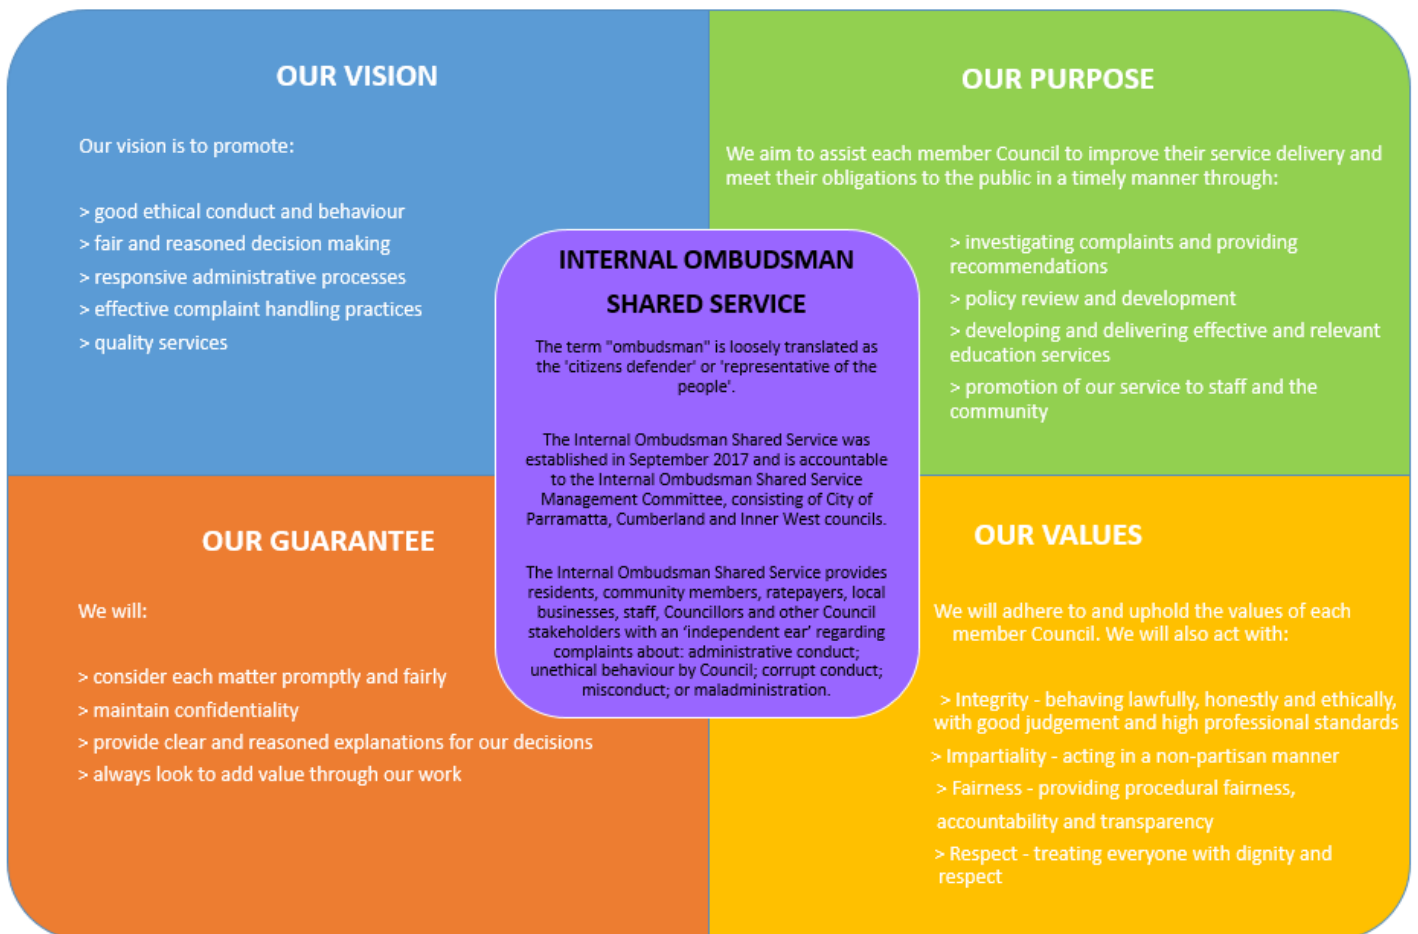 OUR VISION
Our vision is to promote:
> good ethical conduct and behaviour
> fair and reasoned decision making
> responsive administrative processes
> effective complaint handling practices
> quality services
OUR PURPOSE
We aim to assist each member Council to improve their service delivery and
meet their obligations to the public in a timely manner through:
> investigating complaints and providing
recommendations
> policy review and development
> developing and delivering effective and relevant
education services
> promotion of our service to staff and the
community
INTERNAL OMBUDSMAN
SHARED SERVICE
The term "ombudsman" is loosely translated as
the 'citizens defender' or 'representative of the
people'.
The Internal Ombudsman Shared Service was
established in September 2017 and is accountable
to the Internal Ombudsman Shared Service
Management Committee, consisting of City of
Parramatta, Cumberland and Inner West councils.
The Internal Ombudsman Shared Service provides
residents, community members, ratepayers, local
businesses, staff, Councillors and other Council
stakeholders with an ‘independent ear’ regarding
complaints about: administrative conduct;
unethical behaviour by Council; corrupt conduct;
misconduct; or maladministration.
OUR GUARANTEE
We will:
> consider each matter promptly and fairly
> maintain confidentiality
> provide clear and reasoned explanations for our decisions
> always look to add value through our work
OUR VALUES
We will adhere to and uphold the values of each
member Council. We will also act with:
> Integrity - behaving lawfully, honestly and ethically,
with good judgement and high professional standards
> Impartiality - acting in a non-partisan manner
> Fairness - providing procedural fairness,
accountability and transparency
> Respect - treating everyone with dignity and
respect